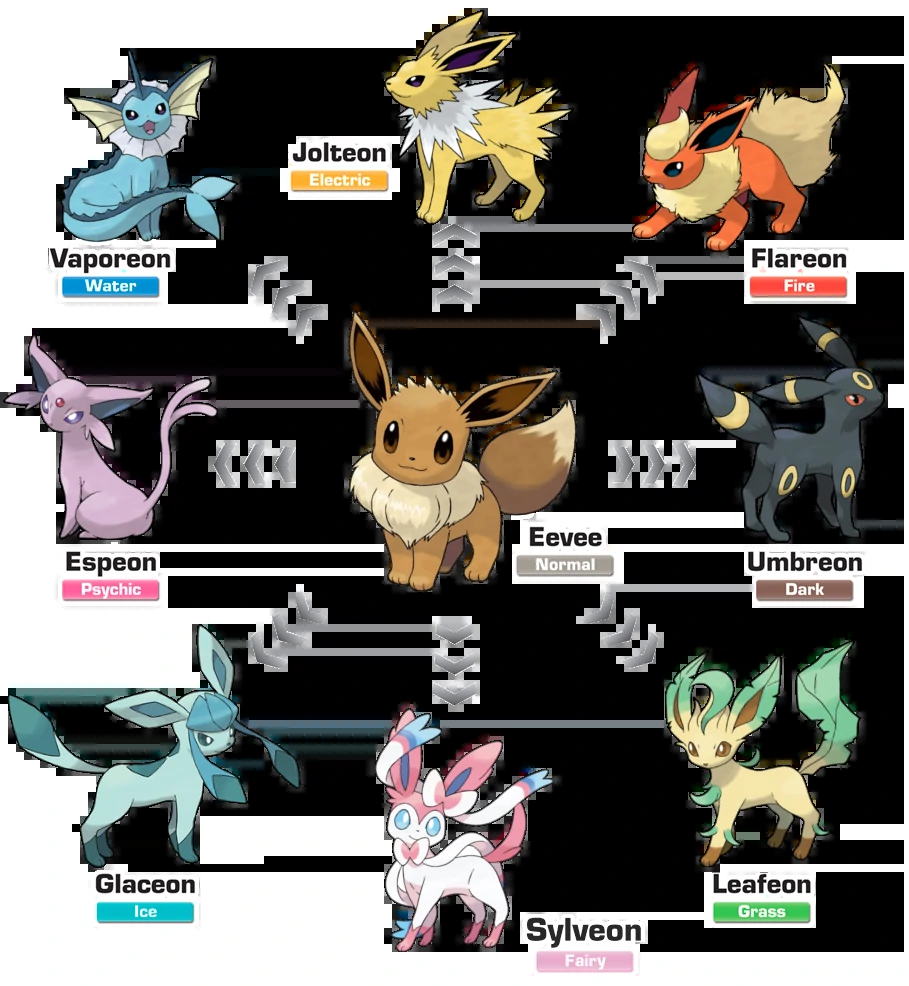 Jolteon
Electric
Vaporeon
Water
Flareon
Fire
Eevee
Normal
Espeon
Psychic
Umbreon
Dark
Glaceon
Ice
Leafeon
Grass
Sylveon
Fairy